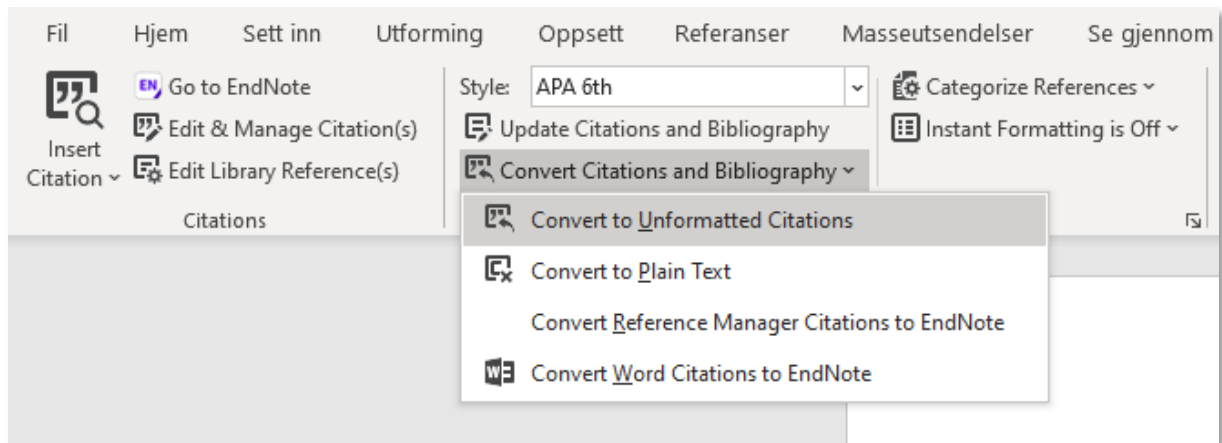 Fil Hjem Sett inn Utforming Oppsett Referanser Masseutsendelser Se gjennom
Insert
Citation
EN Go to EndNote
Edit & Manage Citation(s)
Edit Library Reference(s)
Citations
Style: APA 6th
Update Citations and Bibliography
Convert Citations and Bibliography
Categorize References
Instant Formatting is Off
Convert to Unformatted Citations
Convert to Plain Text
Convert Reference Manager Citations to EndNote
Convert Word Citations to EndNote